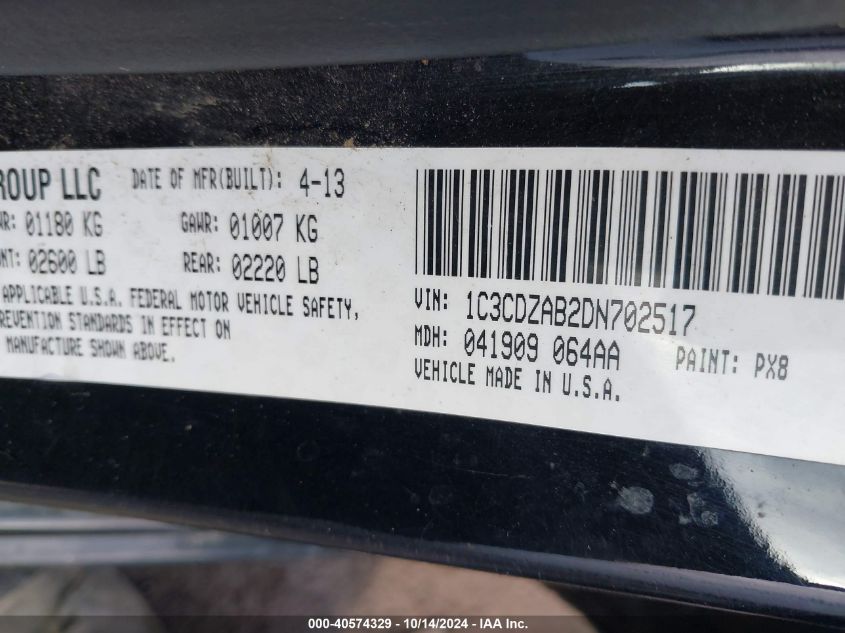 ROUP LLC DATE OF MFR(BUILT): 4-13
WR: 01180 KG GAWR: 01007 KG
NT: 02600 LB REAR: 02220 LB
APPLICABLE U.S.A. FEDERAL MOTOR VEHICLE SAFETY,
REVENTION STANDARDS IN EFFECT ON
MANUFACTURE SHOWN ABOVE.
VIN: 1C3CDZAB2DN702517
MDH: 041909 064AA PAINT: PX8
VEHICLE MADE IN U.S.A.
000-40574329 - 10/14/2024 - IAA Inc.